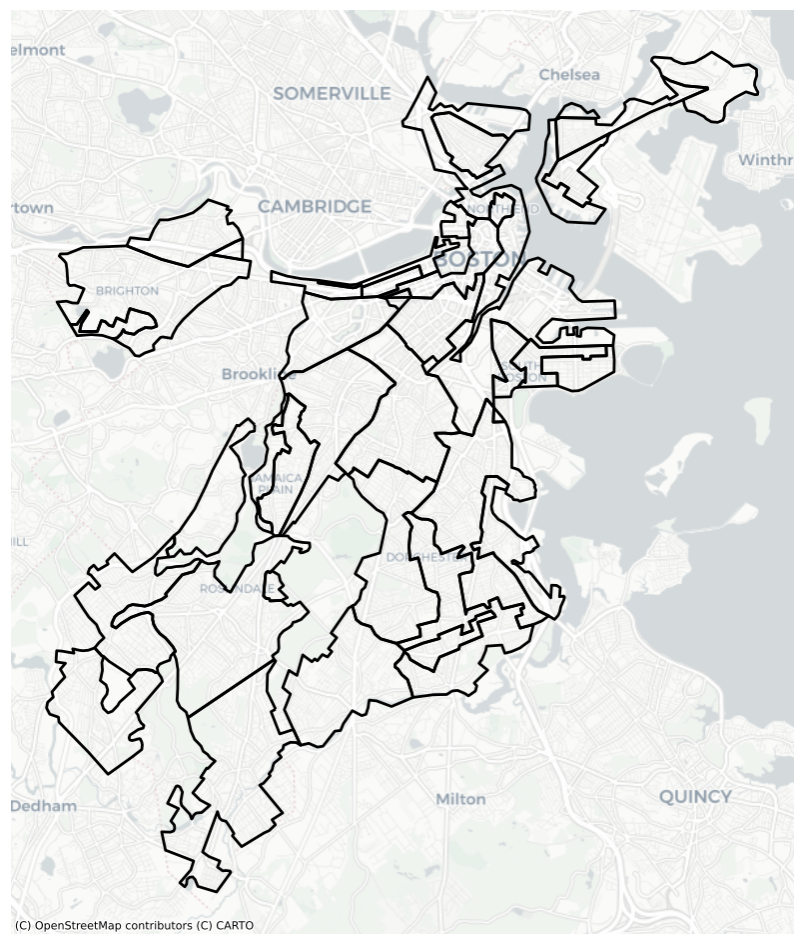 elmont
Chelsea
SOMERVILLE
Winthr
rtown
CAMBRIDGE
NORTH END
BOSTON
BRIGHTON
Brookline
SOUTH
BOSTON
JAMAICA
PLAIN
ILL
DORCHESTER
ROSLINDALE
Dedham
Milton
QUINCY
(C) OpenStreetMap contributors (C) CARTO